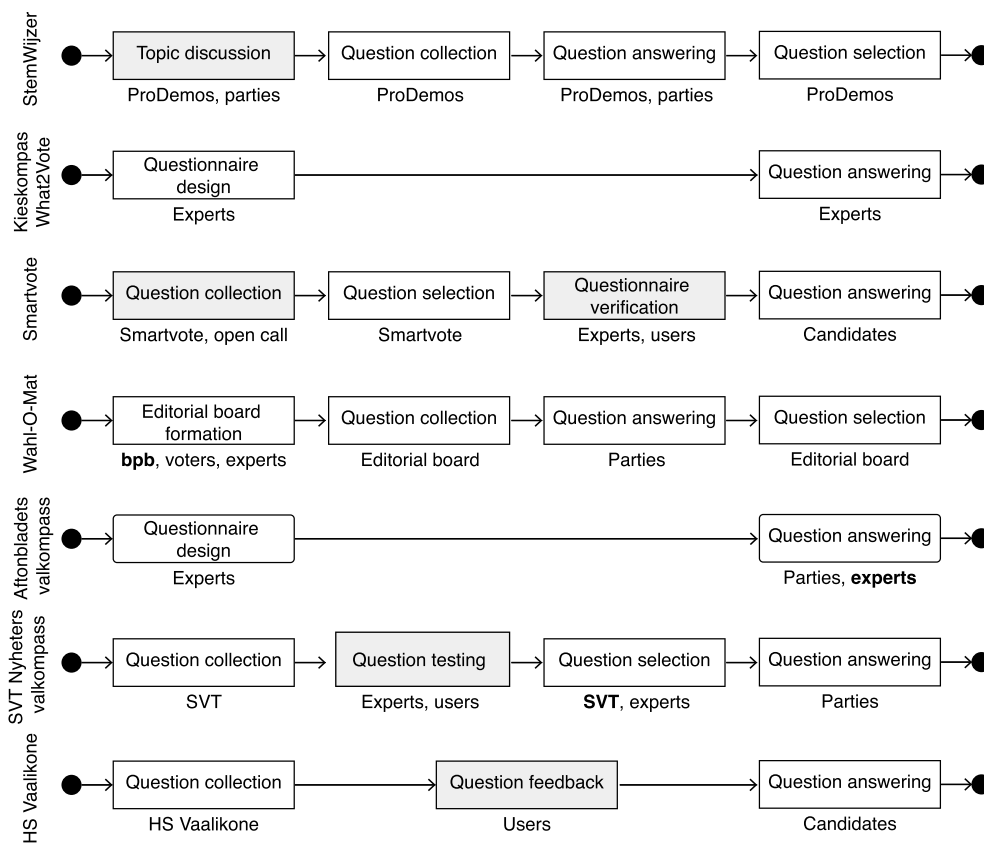 StemWijzer
Topic discussion
Question collection
Question answering
Question selection
ProDemos, parties
ProDemos
ProDemos, parties
ProDemos
Kieskompas
What2Vote
Questionnaire
design
Question answering
Experts
Experts
Smartvote
Question collection
Question selection
Questionnaire
verification
Question answering
Smartvote, open call
Smartvote
Experts, users
Candidates
Wahl-O-Mat
Editorial board
formation
Question collection
Question answering
Question selection
bpb, voters, experts
Editorial board
Parties
Editorial board
Aftonbladets
valkompass
Questionnaire
design
Question answering
Experts
Parties, experts
SVT Nyheters
valkompass
Question collection
Question testing
Question selection
Question answering
SVT
Experts, users
SVT, experts
Parties
HS Vaalikone
Question collection
Question feedback
Question answering
HS Vaalikone
Users
Candidates